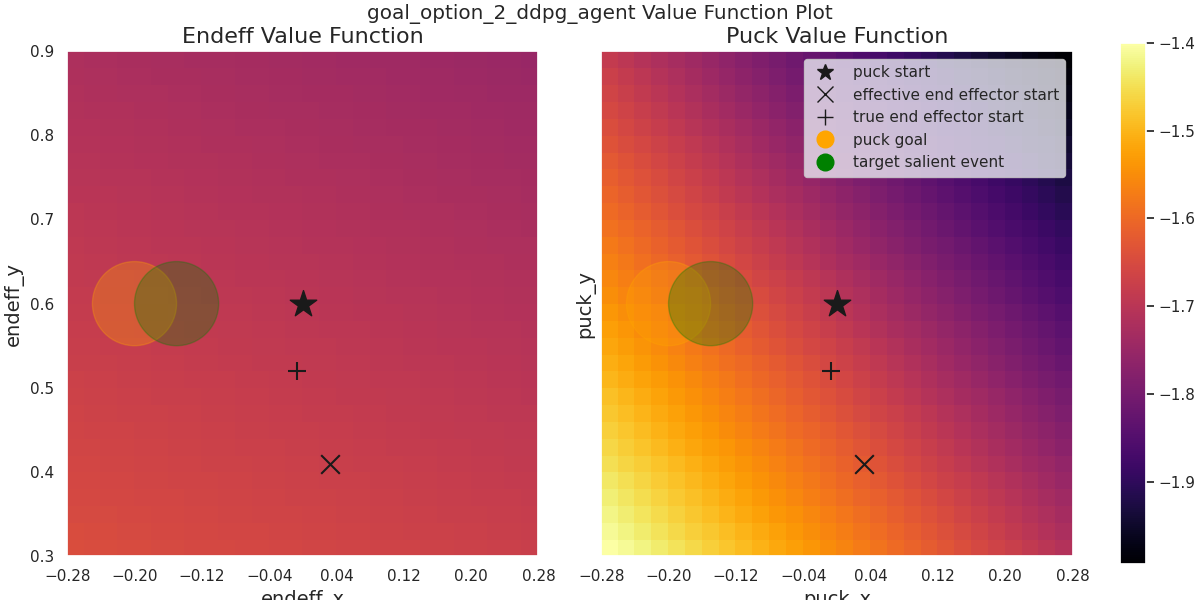 goal_option_2_ddpg_agent Value Function Plot
Endeff Value Function
Puck Value Function
endeff_y
0.9
0.8
0.7
0.6
0.5
0.4
0.3
−0.28 −0.20 −0.12 −0.04 0.04 0.12 0.20 0.28
endeff_x
puck_y
puck start
effective end effector start
true end effector start
puck goal
target salient event
−0.28 −0.20 −0.12 −0.04 0.04 0.12 0.20 0.28
puck_x
−1.4
−1.5
−1.6
−1.7
−1.8
−1.9